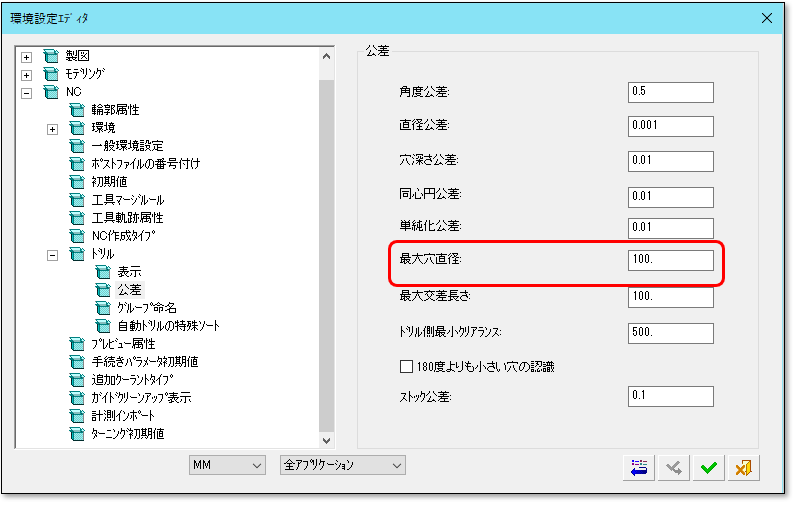 環境設定ｴﾃﾞｨﾀ
製図
ﾓﾃﾞﾘﾝｸﾞ
NC
輪郭属性
環境
一般環境設定
ﾎﾟｽﾄファイルの番号付け
初期値
工具マージルール
工具軌跡属性
NC作成ﾀｲﾌﾟ
ﾄﾞﾘﾙ
表示
公差
ｸﾞﾙｰﾌﾟ命名
自動ﾄﾞﾘﾙの特殊ソート
ﾌﾟﾚﾋﾞｭｰ属性
手続きﾊﾟﾗﾒｰﾀ初期値
追加ｸｰﾗﾝﾄﾀｲﾌﾟ
ｶﾞｲﾄﾞｸﾘｰﾝｱｯﾌﾟ表示
計測ｲﾝﾎﾟｰﾄ
ﾀｰﾆﾝｸﾞ初期値
公差
角度公差: 0.5
直径公差: 0.001
穴深さ公差: 0.01
同心円公差: 0.01
単純化公差: 0.01
最大穴直径: 100.
最大交差長さ: 100.
ﾄﾞﾘﾙ側最小ｸﾘｱﾗﾝｽ: 500.
180度よりも小さい穴の認識
ｽﾄｯｸ公差: 0.1
MM
全ｱﾌﾟﾘｹｰｼｮﾝ